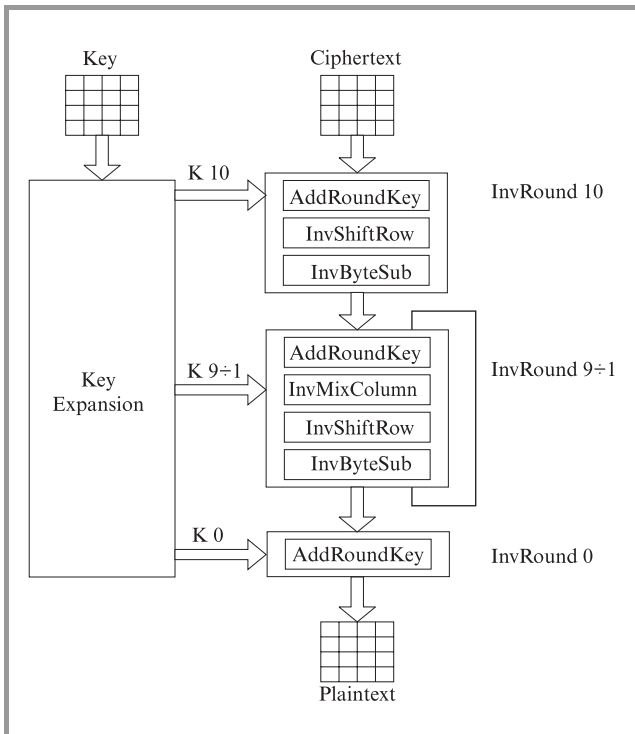 Key
Ciphertext
K 10
AddRoundKey
InvRound 10
InvShiftRow
InvByteSub
AddRoundKey
Key
Expansion
K 9÷1
InvMixColumn
InvRound 9÷1
InvShiftRow
InvByteSub
K 0
AddRoundKey
InvRound 0
Plaintext